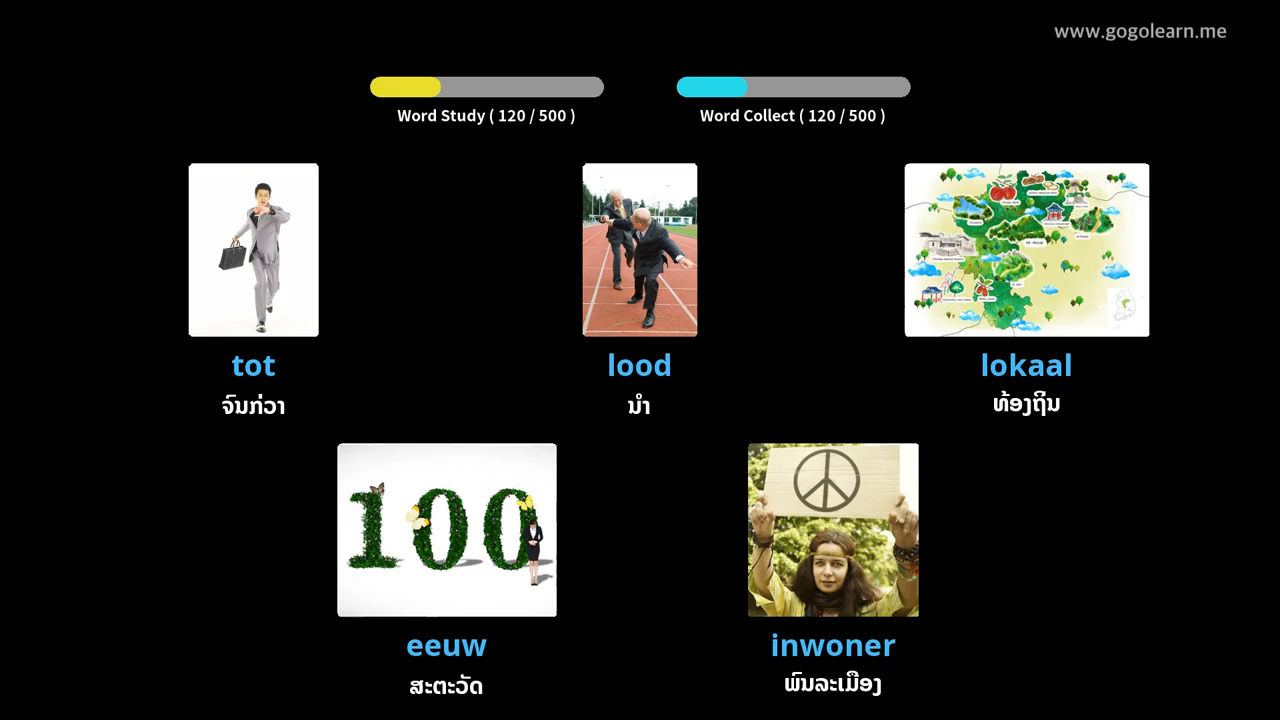 www.gogolearn.me
Word Study ( 120 / 500 )
Word Collect ( 120 / 500 )
tot
ຈົນກ່ວາ
lood
ນໍາ
lokaal
ທ້ອງຖິ່ນ
100
eeuw
ສະຕະວັດ
inwoner
ພົນລະເມືອງ